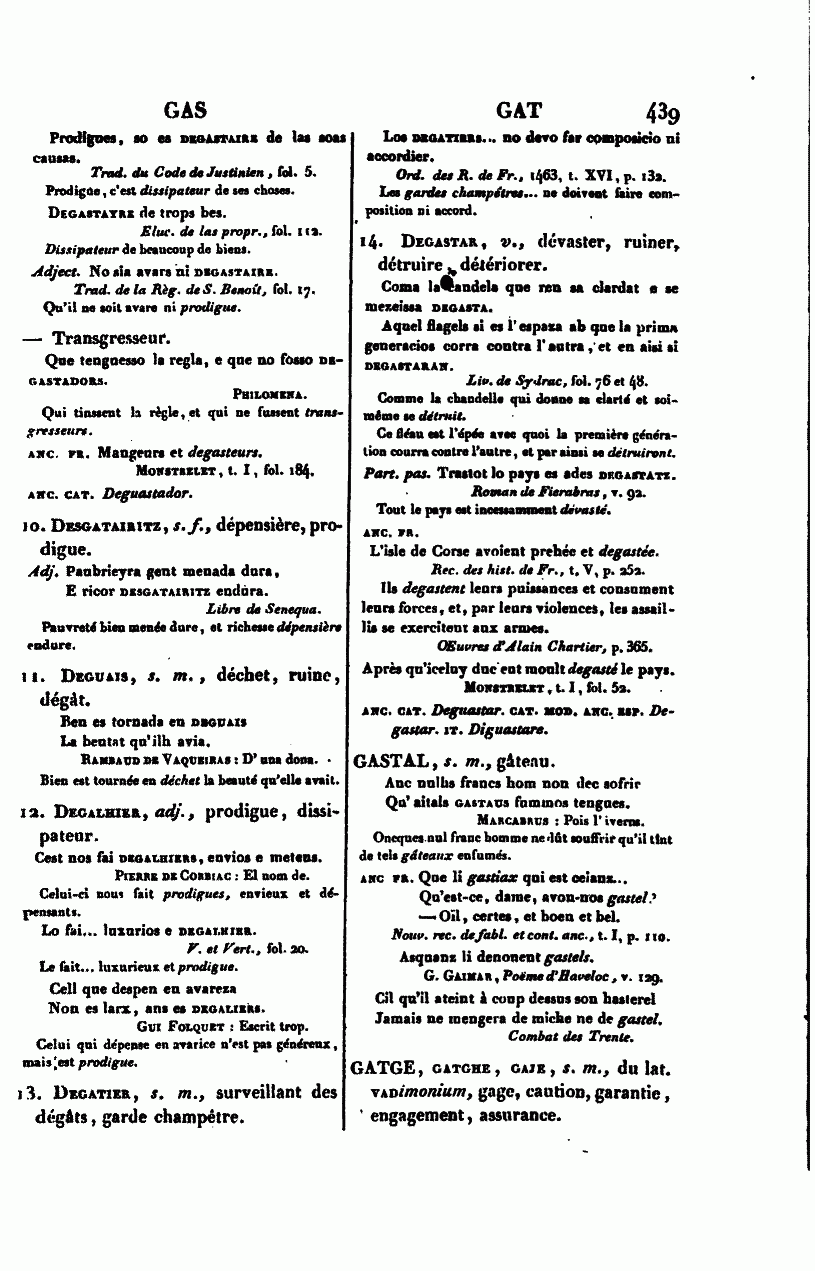 GAS
GAT 439
Prodigues, so es DEGASTAIRE de las soas
causas.
Trad. du Code de Justinien, fol. 5.
Prodigue, c'est dissipateur de ses choses.
DEGASTAYRE de trops bes.
Eluc. de las propr., fol. 112.
Dissipateur de beaucoup de biens.
Adject. No sia avars ni DEGASTAIRE.
Trad. de la Règ. de S. Benoît, fol. 17.
Qu'il ne soit avare ni prodigue.
— Transgresseur.
Que tenguesso la regla, e que no fosso DE-
GASTADORS.
PHILOMENA.
Qui tinssent la règle, et qui ne fussent trans-
gresseurs.
ANC. FR. Mangeurs et degasteurs.
MONSTRELET, t. I, fol. 184.
ANC. CAT. Deguastador.
10. DESGATAIRITZ, s. f., dépensière, pro-
digue.
Adj. Paubrieyra gent menada dura,
E ricor DESGATAIRITZ endura.
Libre de Senequa.
Pauvreté bien menée dure, et richesse dépensière
endure.
11. DEGUAIS, s. m., déchet, ruine,
dégât.
Ben es tornada en DEGUAIS
La beutat qu'ilh avia.
RAMBAUD DE VAQUEIRAS : D'una dona.
Bien est tournée en déchet la beauté qu'elle avait.
12. DEGALHIER, adj., prodigue, dissi-
pateur.
Cest nos fai DEGALHIERS, envios e metens.
PIERRE DE CORBIAC : El nom de.
Celui-ci nous fait prodigues, envieux et dé-
pensants.
Lo fai... luxurios e DEGALHIER.
V. et Vert., fol. 20.
Le fait... luxurieux et prodigue.
Cell que despen en avareza
Non es larx, ans es DEGALIERS.
GUI FOLQUET : Escrit trop.
Celui qui dépense en avarice n'est pas généreux,
mais est prodigue.
13. DEGATIER, s. m., surveillant des
dégâts, garde champêtre.
Los DEGATIERS... no devo far composicio ni
accordier.
Ord. des R. de Fr., 1463, t. XVI, p. 132.
Les gardes champêtres... ne doivent faire com-
position ni accord.
14. DEGASTAR, v., dévaster, ruiner,
détruire, détériorer.
Coma la candela que ren sa clardat e se
mezeissa DEGASTA.
Aquel flagels si es l'espaza ab que la prima
generacios corra contra l'autra, et en aisi si
DEGASTARAN.
Liv. de Sydrac, fol. 76 et 48.
Comme la chandelle qui donne sa clarté et soi-
même se détruit.
Ce fléau est l'épée avec quoi la première généra-
tion courra contre l'autre, et par ainsi se détruiront.
Part. pas. Trastot lo pays es ades DEGASTATZ.
Roman de Fierabras, v. 92.
Tout le pays est incessamment dévasté.
ANC. FR.
L'isle de Corse avoient prehée et degastée.
Rec. des hist. de Fr., t. V, p. 252.
Ils degastent leurs puissances et consument
leurs forces, et, par leurs violences, les assail-
lis se exercitent aux armes.
Œuvres d'Alain Chartier, p. 365.
Après qu'iceluy duc eut moult degasté le pays.
MONSTRELET, t. I, fol. 52.
ANC. CAT. Deguastar. CAT. MOD. ANC. ESP. De-
gastar. IT. Diguastare.
GASTAL, s. m., gâteau.
Anc nulhs francs hom non dec sofrir
Qu'aitals GASTAUS fummos tengues.
MARCABRUS : Pois l'iverns.
Oncques nul franc homme ne dût souffrir qu'il tînt
de tels gâteaux enfumés.
ANC FR. Que li gastiax qui est ceianz...
Qu'est-ce, dame, avon-nos gastel?
— Oil, certes, et boen et bel.
Nouv. rec. de fabl. et cont. anc., t. I, p. 110.
Asquanz li denonent gastels.
G. GAIMAR, Poëme d'Haveloc, v. 129.
Cil qu'il ateint à coup dessus son hasterel
Jamais ne mengera de miche ne de gastel.
Combat des Trente.
GATGE, GATGHE, GAJE, s. m., du lat.
VADimonium, gage, caution, garantie,
engagement, assurance.